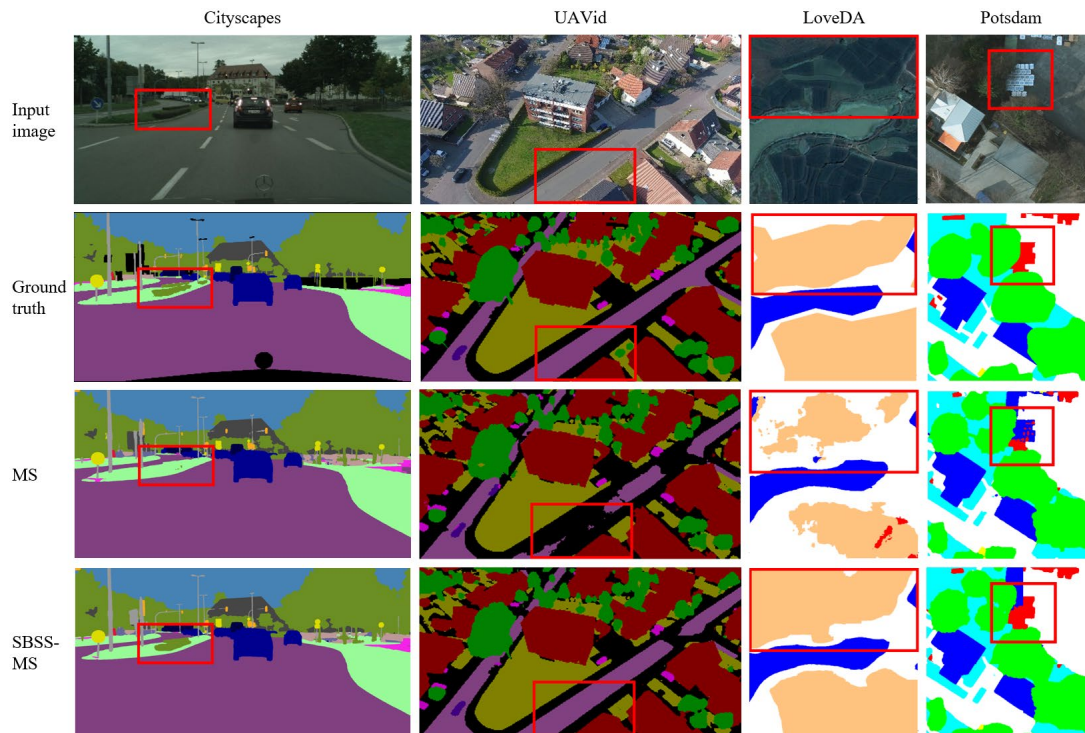 Cityscapes UAVid LoveDA Potsdam
Input
image
Ground
truth
MS
SBSS-
MS